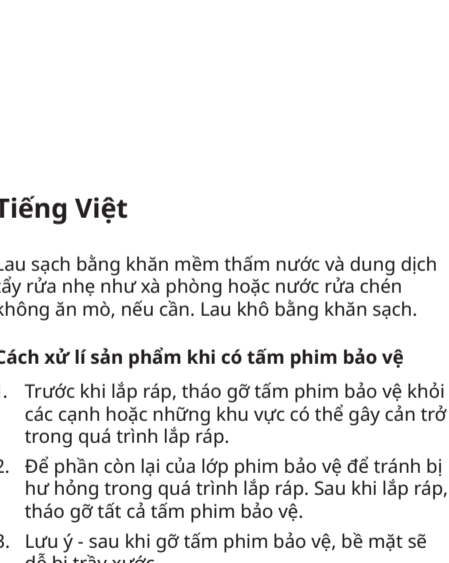 Tiếng Việt
Lau sạch bằng khăn mềm thấm nước và dung dịch
tẩy rửa nhẹ như xà phòng hoặc nước rửa chén
không ăn mò, nếu cần. Lau khô bằng khăn sạch.
Cách xử lí sản phẩm khi có tấm phim bảo vệ
1. Trước khi lắp ráp, tháo gỡ tấm phim bảo vệ khỏi
các cạnh hoặc những khu vực có thể gây cản trở
trong quá trình lắp ráp.
2. Để phần còn lại của lớp phim bảo vệ để tránh bị
hư hỏng trong quá trình lắp ráp. Sau khi lắp ráp,
tháo gỡ tất cả tấm phim bảo vệ.
3. Lưu ý - sau khi gỡ tấm phim bảo vệ, bề mặt sẽ
dễ bị trầy xước